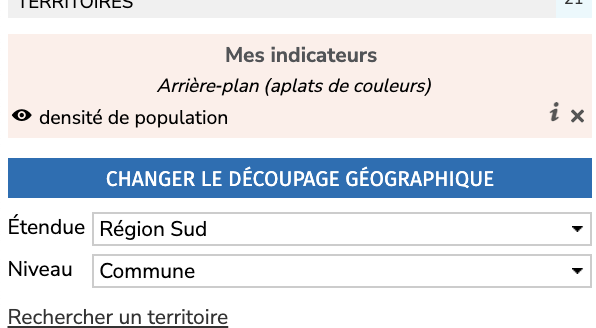 TERRITOIRES 21
Mes indicateurs
Arrière-plan (aplats de couleurs)
densité de population i ×
CHANGER LE DÉCOUPAGE GÉOGRAPHIQUE
Étendue Région Sud
Niveau Commune
Rechercher un territoire